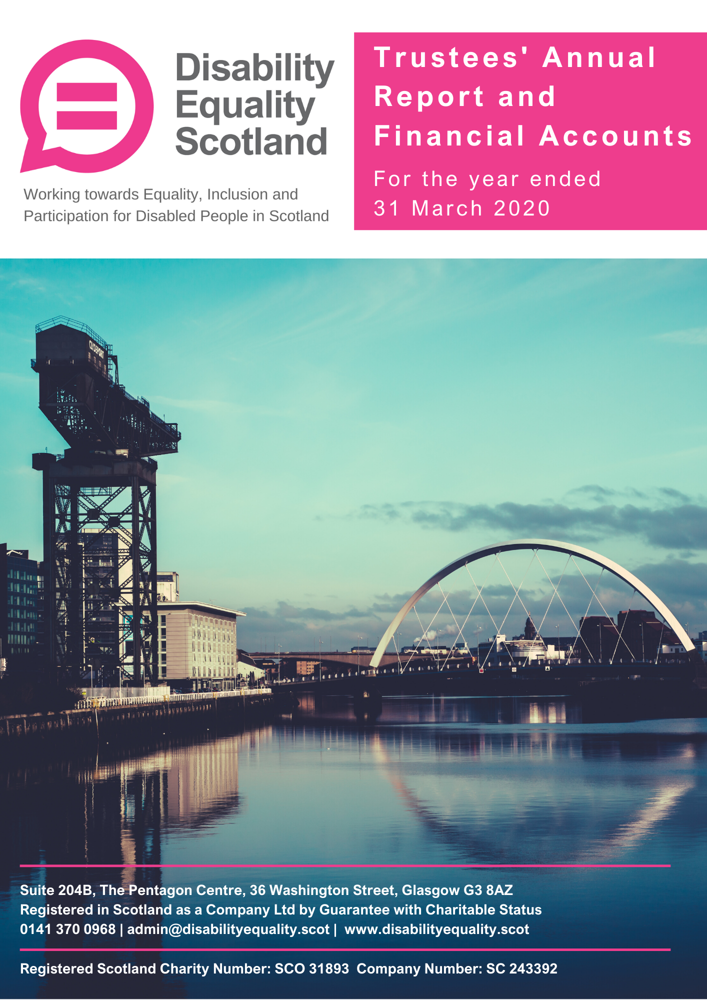 Disability
Equality
Scotland
Working towards Equality, Inclusion and
Participation for Disabled People in Scotland
Trustees' Annual
Report and
Financial Accounts
For the year ended
31 March 2020
CLYDEPORT
Suite 204B, The Pentagon Centre, 36 Washington Street, Glasgow G3 8AZ
Registered in Scotland as a Company Ltd by Guarantee with Charitable Status
0141 370 0968 | admin@disabilityequality.scot | www.disabilityequality.scot
Registered Scotland Charity Number: SCO 31893 Company Number: SC 243392